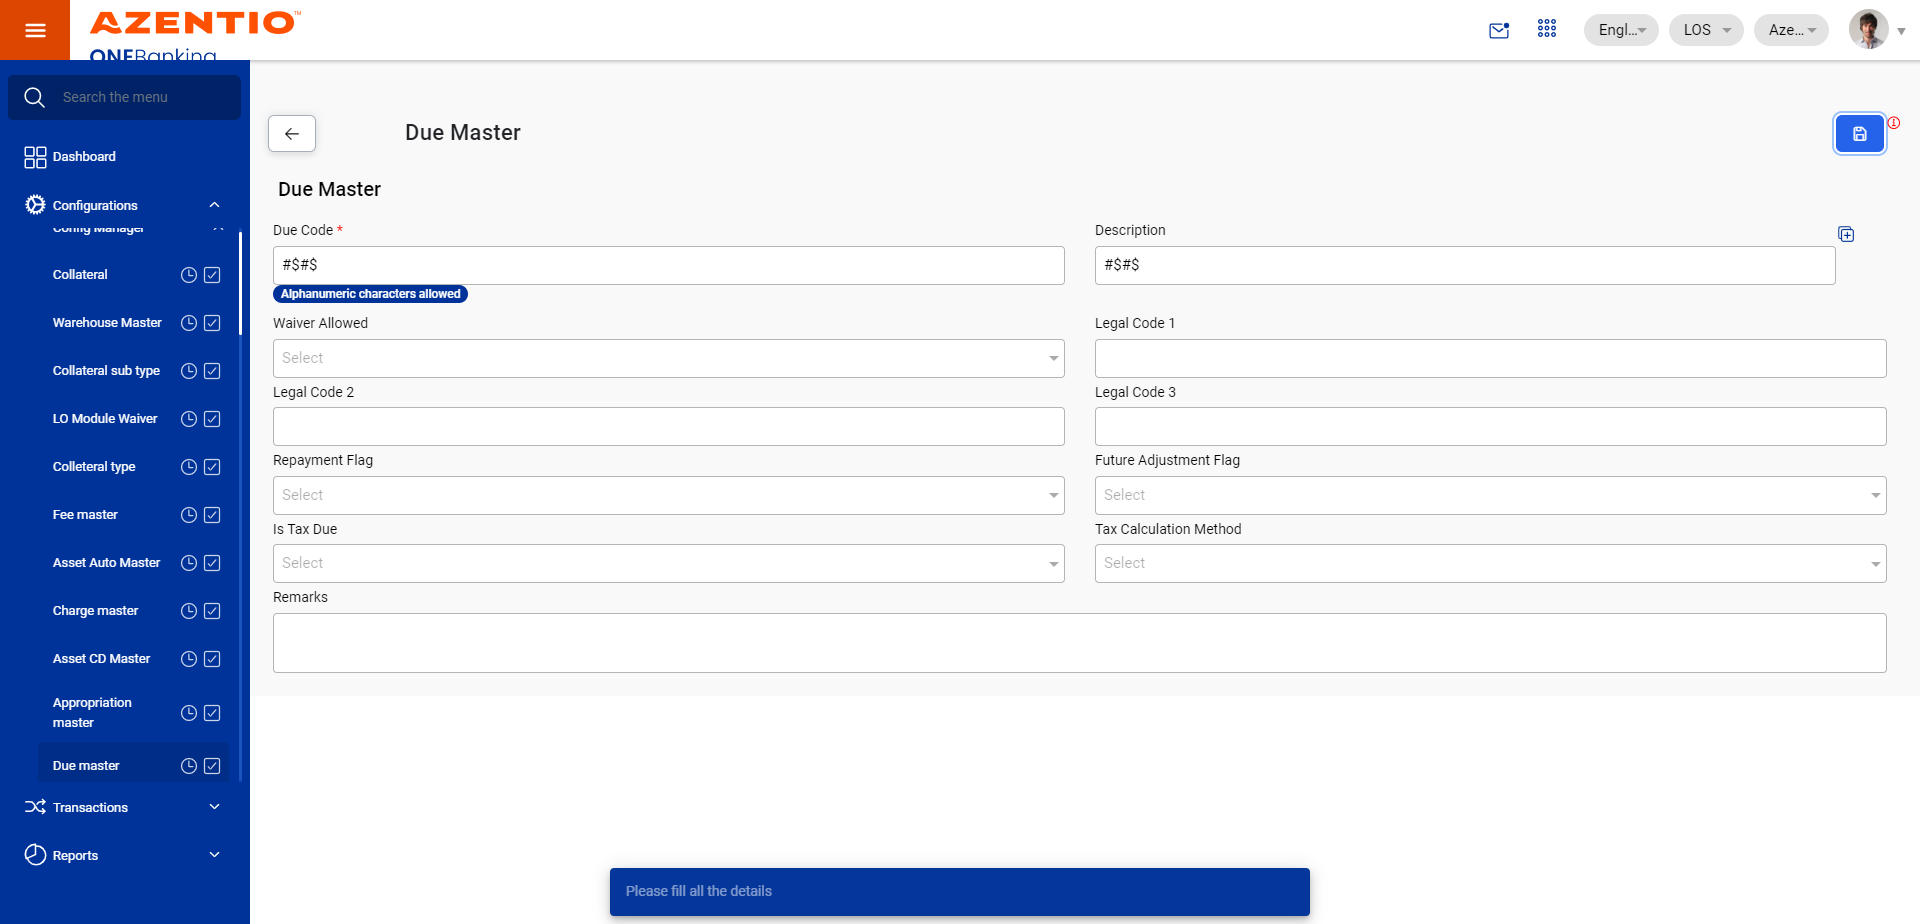 AZENTIO™
ONEBanking
Engl...
LOS
Aze...
Search the menu
Dashboard
Configurations
Config Manager
Collateral
Warehouse Master
Collateral sub type
LO Module Waiver
Colleteral type
Fee master
Asset Auto Master
Charge master
Asset CD Master
Appropriation
master
Due master
Transactions
Reports
Due Master
Due Master
Due Code *
#$#$
Alphanumeric characters allowed
Description
#$#$
Waiver Allowed
Select
Legal Code 1
Legal Code 2
Legal Code 3
Repayment Flag
Select
Future Adjustment Flag
Select
Is Tax Due
Select
Tax Calculation Method
Select
Remarks
Please fill all the details